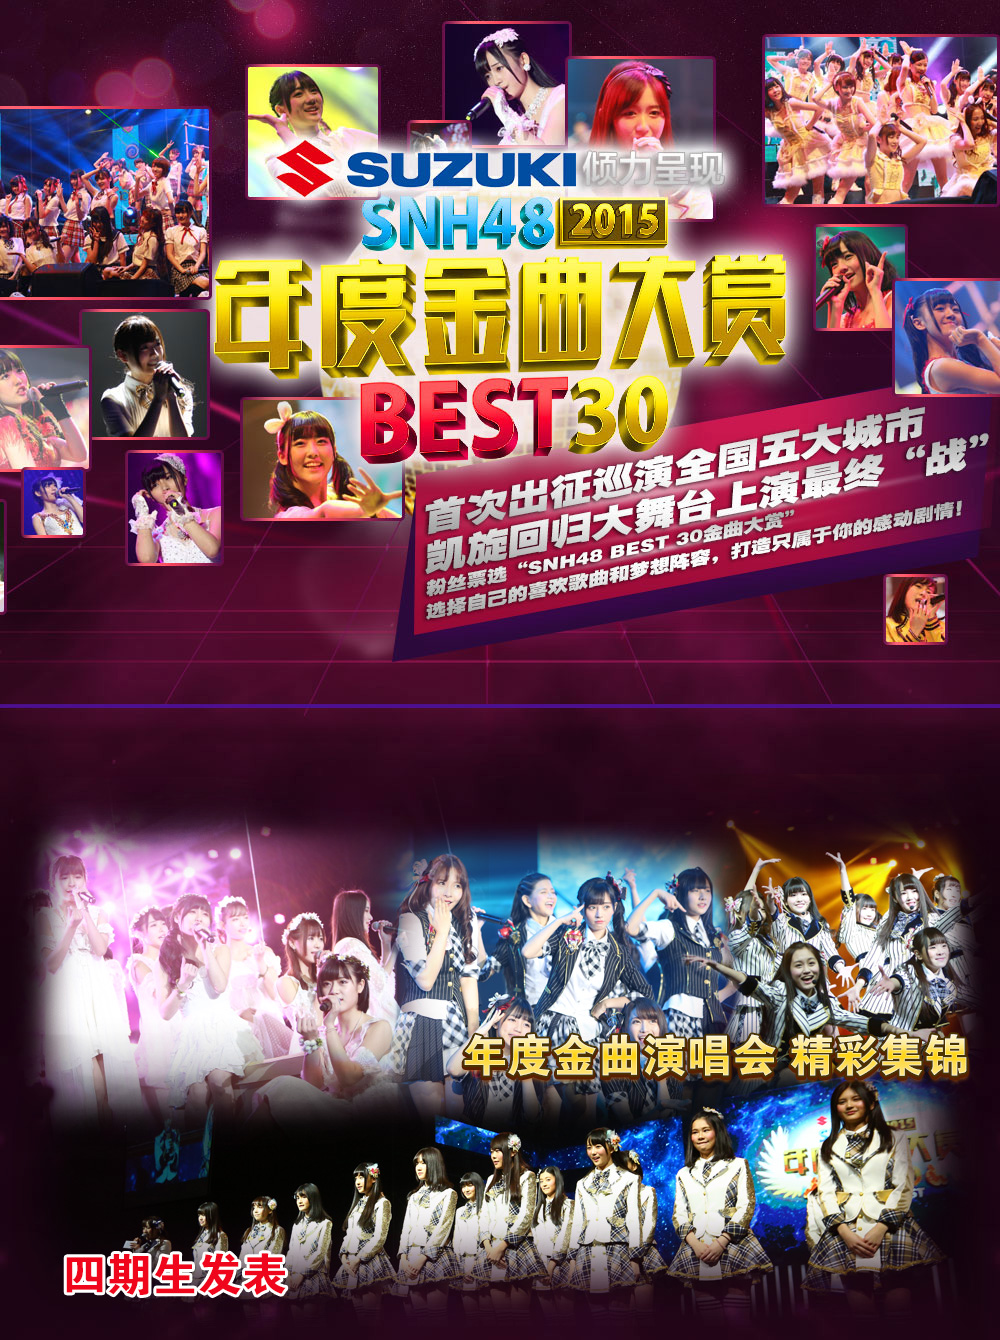 SUZUKI 倾力呈现
SNH48 2015
年度金曲大赏
BEST30
首次出征巡演全国五大城市
凯旋回归大舞台上演最终“战”
粉丝票选“SNH48 BEST 30金曲大赏”
选择自己的喜欢歌曲和梦想阵容，打造只属于你的感动剧情！
年度金曲演唱会 精彩集锦
四期生发表